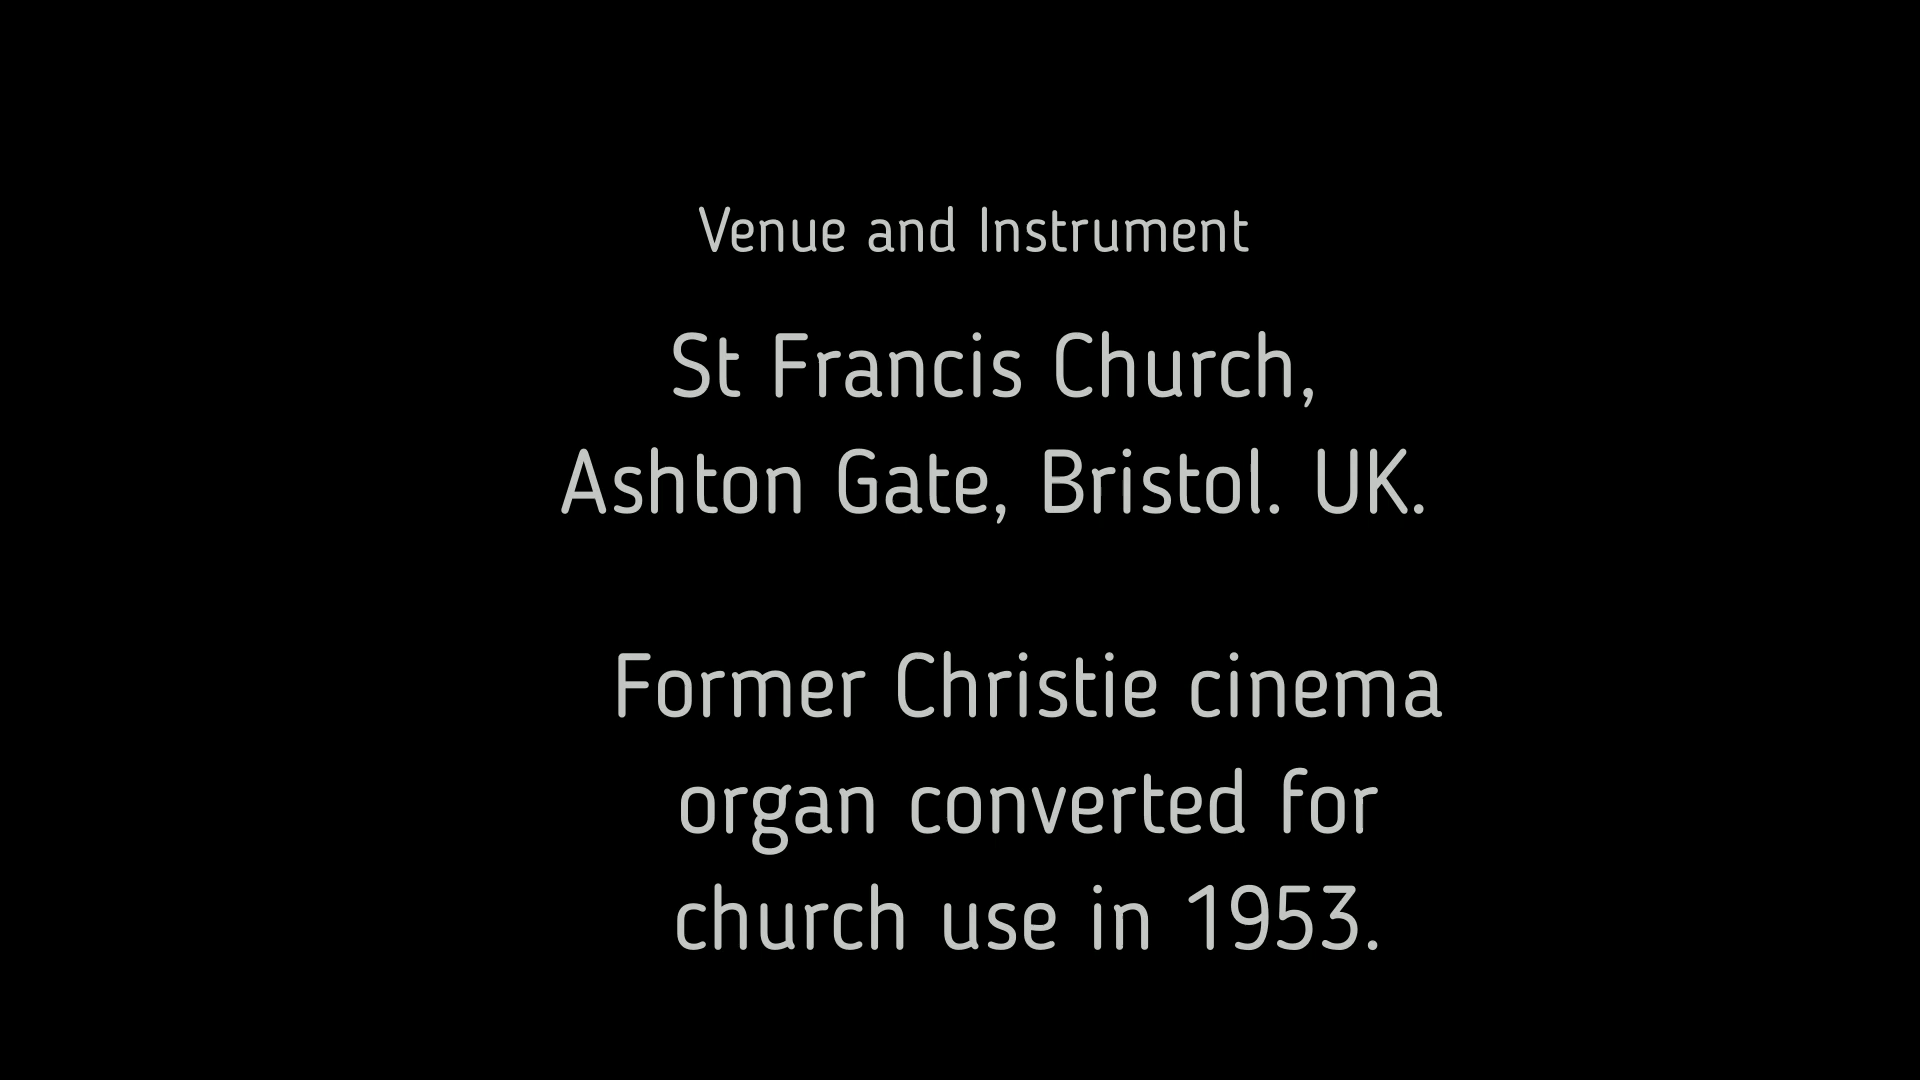 Venue and Instrument
St Francis Church,
Ashton Gate, Bristol. UK.
Former Christie cinema
organ converted for
church use in 1953.